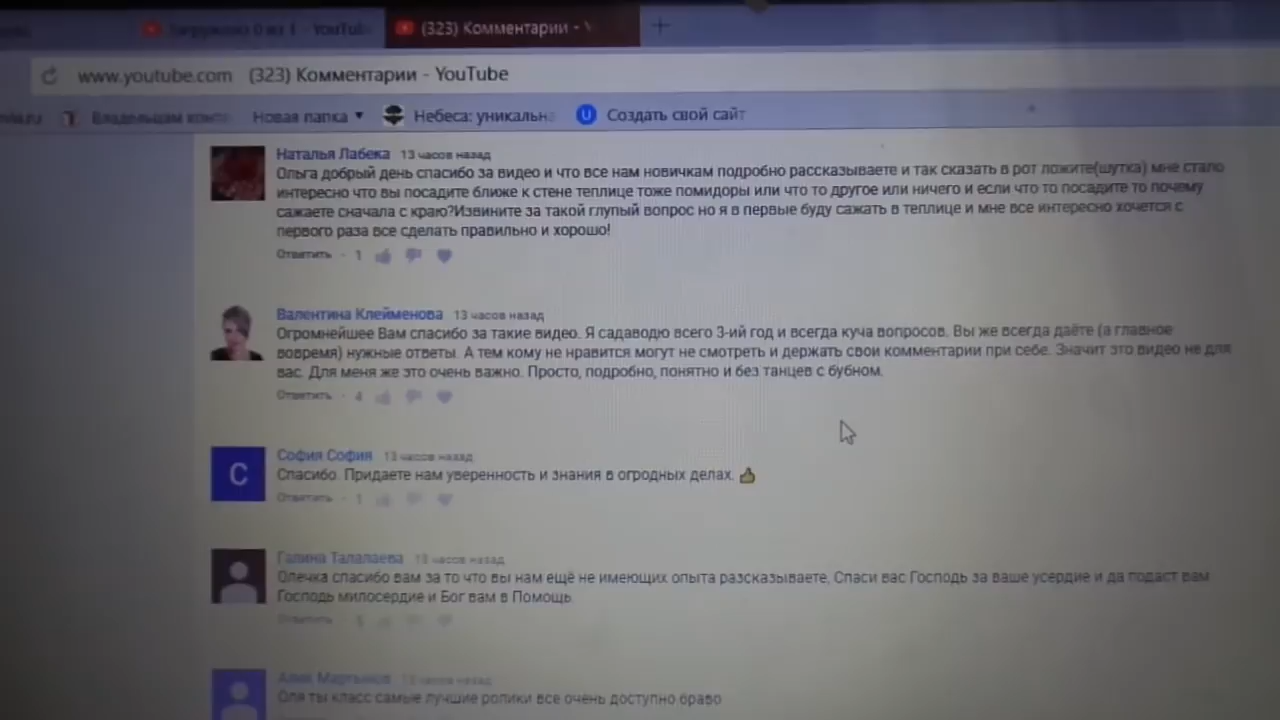 (323) Комментарии -
www.youtube.com (323) Комментарии - YouTube
Владельцам конт
Новая папка
Небеса: уникальн
Создать свой сайт
Наталья Лабека 13 часов назад
Ольга добрый день спасибо за видео и что все нам новичкам подробно рассказываете и так сказать в рот ложите(шутка) мне стало
интересно что вы посадите ближе к стене теплице тоже помидоры или что то другое или ничего и если что то посадите то почему
сажаете сначала с краю?Извините за такой глупый вопрос но я в первые буду сажать в теплице и мне все интересно хочется с
первого раза все сделать правильно и хорошо!
Ответить · 1
Валентина Клейменова 13 часов назад
Огромнейшее Вам спасибо за такие видео. Я садаводю всего 3-ий год и всегда куча вопросов. Вы же всегда даёте (а главное
вовремя) нужные ответы. А тем кому не нравится могут не смотреть и держать свои комментарии при себе. Значит это видео не для
вас. Для меня же это очень важно. Просто, подробно, понятно и без танцев с бубном.
Ответить · 4
С
София София 13 часов назад
Спасибо. Придаете нам уверенность и знания в огродных делах. 👍
Ответить · 1
Галина Талалаева 13 часов назад
Олечка спасибо вам за то что вы нам ещё не имеющих опыта разсказываете, Спаси вас Господь за ваше усердие и да подаст вам
Господь милосердие и Бог вам в Помощь.
Ответить
13 часов назад
Оля ты класс самые лучшие ролики все очень доступно браво